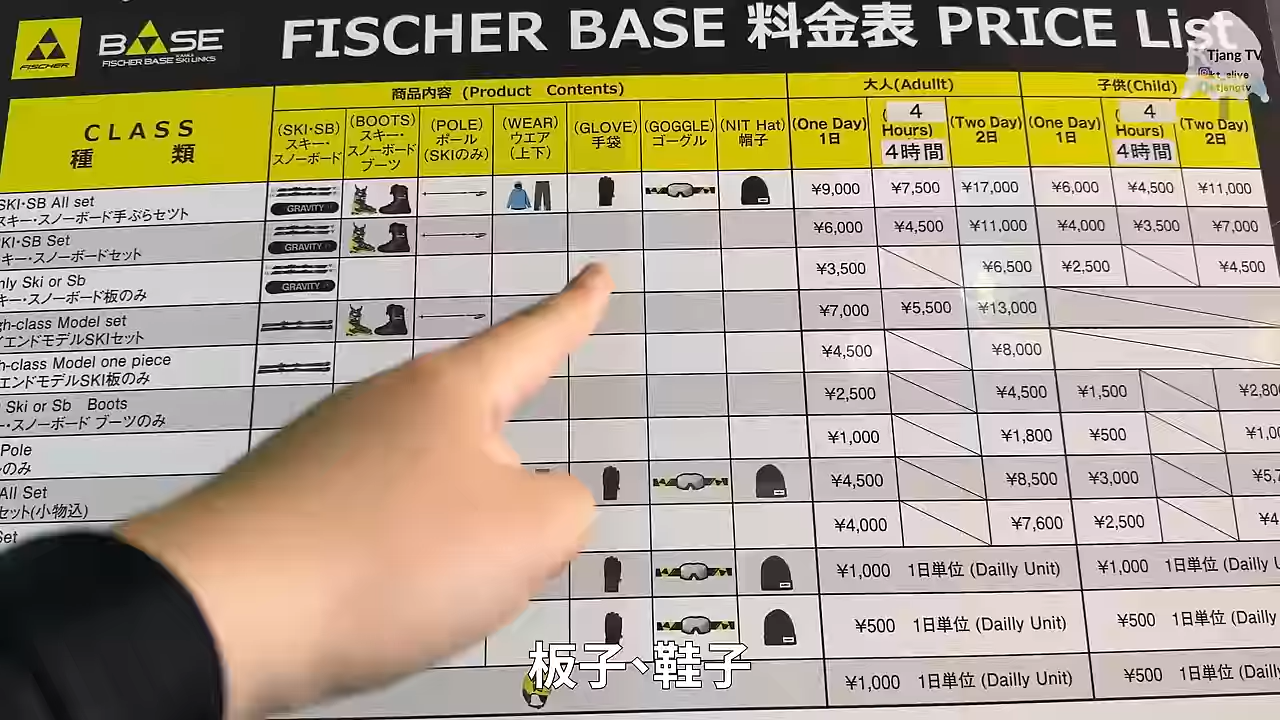 FISCHER
BASE
FISCHER BASE SKI LINKS
FISCHER BASE 料金表 PRICE List
Tjang TV
商品内容 (Product Contents)
大人(Adullt)
子供(Child)
CLASS
種 類
(SKI・SB)
スキー・
スノーボード
(BOOTS)
スキー・
スノーボード
ブーツ
(POLE)
ポール
(SKIのみ)
(WEAR)
ウエア
(上下)
(GLOVE)
手袋
(GOGGLE)
ゴーグル
(NIT Hat)
帽子
(One Day)
1日
4
Hours)
4時間
(Two Day)
2日
(One Day)
1日
4
Hours)
4時間
(Two Day)
2日
SKI・SB All set
スキー・スノーボード手ぶらセツト
GRAVITY
¥9,000 ¥7,500 ¥17,000 ¥6,000 ¥4,500 ¥11,000
KI・SB Set
キー・スノーボードセット
GRAVITY
¥6,000 ¥4,500 ¥11,000 ¥4,000 ¥3,500 ¥7,000
nly Ski or Sb
キー・スノーボード板のみ
GRAVITY
¥3,500 ¥6,500 ¥2,500 ¥4,500
gh-class Model set
イエンドモデルSKIセット
¥7,000 ¥5,500 ¥13,000
h-class Model one piece
エンドモデルSKI板のみ
¥4,500 ¥8,000
Ski or Sb Boots
・スノーボード ブーツのみ
¥2,500 ¥4,500 ¥1,500 ¥2,80
Pole
のみ
¥1,000 ¥1,800 ¥500 ¥1,0
All Set
セット(小物込)
¥4,500 ¥8,500 ¥3,000 ¥5,
Set
¥4,000 ¥7,600 ¥2,500 ¥4
¥1,000 1日単位 (Dailly Unit) ¥1,000 1日単位 (Dailly U
¥500 1日単位 (Dailly Unit) ¥500 1日単位 (Dailly
¥1,000 1日単位 (Dailly Unit) ¥500 1日単位 (Dailly
板子、鞋子